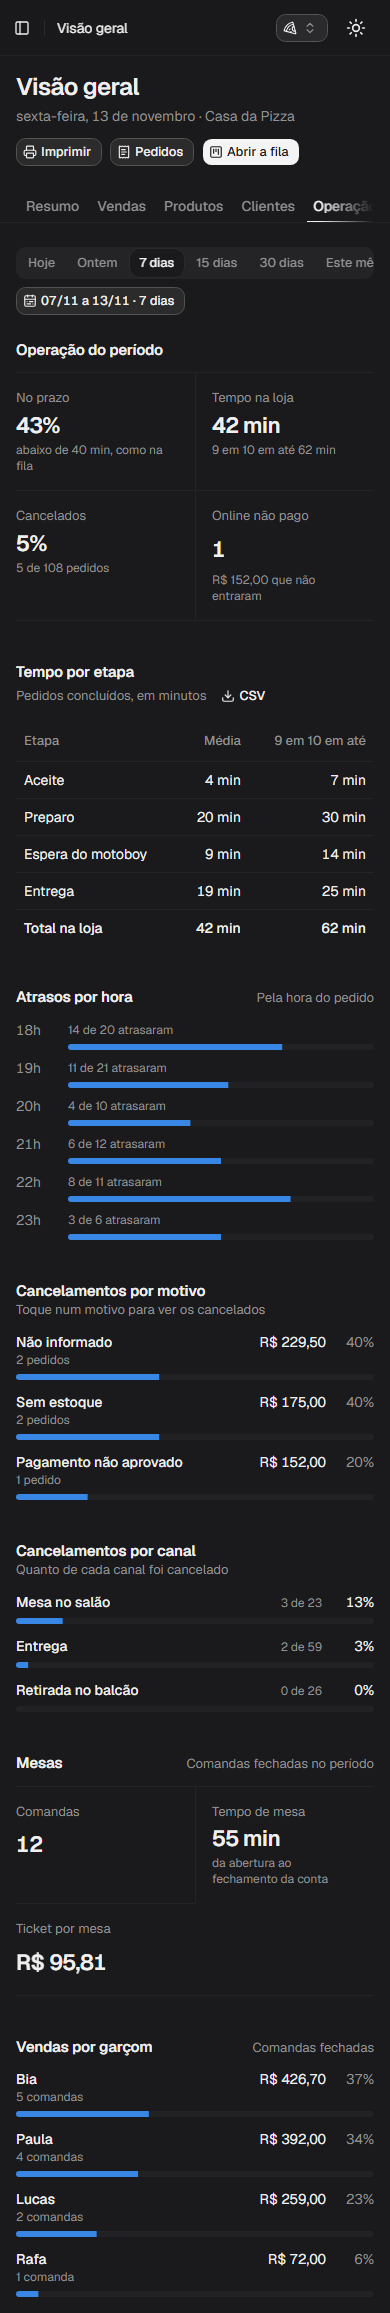 Visão geral
Visão geral
sexta-feira, 13 de novembro · Casa da Pizza
Imprimir
Pedidos
Abrir a fila
Resumo
Vendas
Produtos
Clientes
Operaçã
Hoje
Ontem
7 dias
15 dias
30 dias
Este mê
07/11 a 13/11 · 7 dias
Operação do período
No prazo
43%
abaixo de 40 min, como na
fila
Tempo na loja
42 min
9 em 10 em até 62 min
Cancelados
5%
5 de 108 pedidos
Online não pago
1
R$ 152,00 que não
entraram
Tempo por etapa
Pedidos concluídos, em minutos
CSV
Etapa Média 9 em 10 em até
Aceite 4 min 7 min
Preparo 20 min 30 min
Espera do motoboy 9 min 14 min
Entrega 19 min 25 min
Total na loja 42 min 62 min
Atrasos por hora Pela hora do pedido
18h 14 de 20 atrasaram
19h 11 de 21 atrasaram
20h 4 de 10 atrasaram
21h 6 de 12 atrasaram
22h 8 de 11 atrasaram
23h 3 de 6 atrasaram
Cancelamentos por motivo
Toque num motivo para ver os cancelados
Não informado R$ 229,50 40%
2 pedidos
Sem estoque R$ 175,00 40%
2 pedidos
Pagamento não aprovado R$ 152,00 20%
1 pedido
Cancelamentos por canal
Quanto de cada canal foi cancelado
Mesa no salão 3 de 23 13%
Entrega 2 de 59 3%
Retirada no balcão 0 de 26 0%
Mesas Comandas fechadas no período
Comandas
12
Tempo de mesa
55 min
da abertura ao
fechamento da conta
Ticket por mesa
R$ 95,81
Vendas por garçom Comandas fechadas
Bia R$ 426,70 37%
5 comandas
Paula R$ 392,00 34%
4 comandas
Lucas R$ 259,00 23%
2 comandas
Rafa R$ 72,00 6%
1 comanda